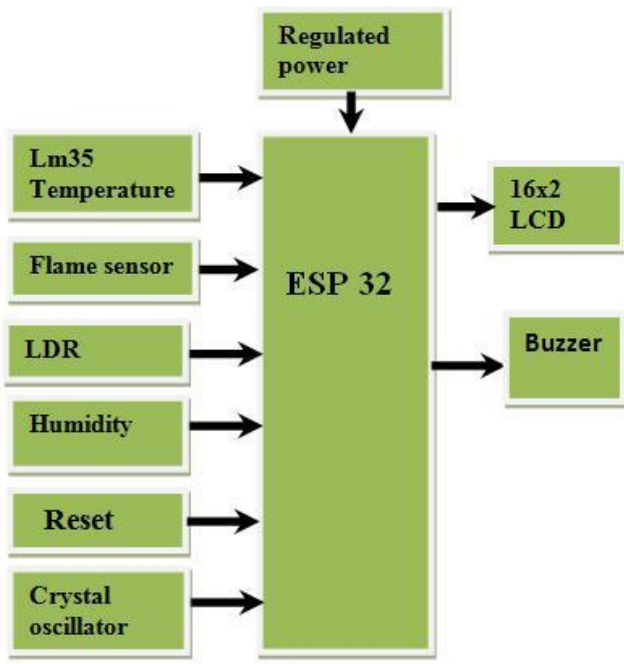 Regulated
power
Lm35
Temperature
Flame sensor
LDR
Humidity
Reset
Crystal
oscillator
ESP 32
16x2
LCD
Buzzer